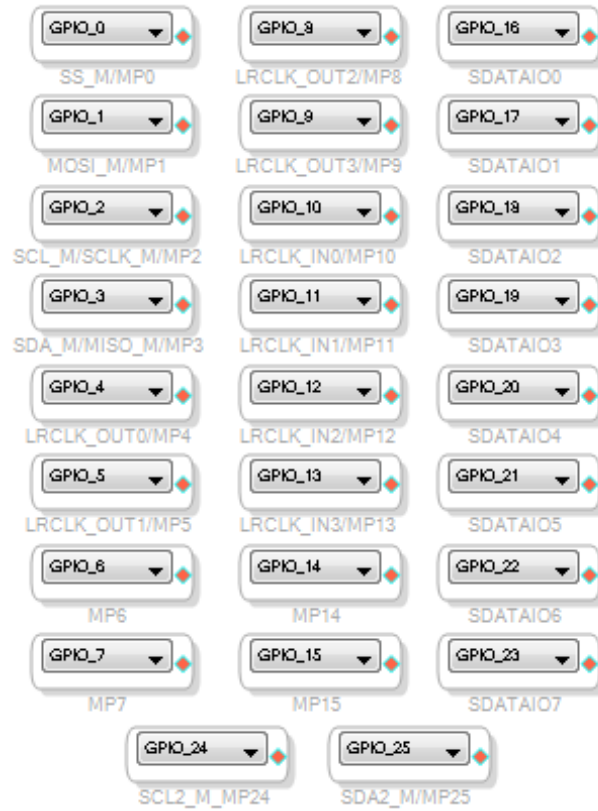 GPIO_0 GPIO_8 GPIO_16
SS_M/MP0 LRCLK_OUT2/MP8 SDATAIO0
GPIO_1 GPIO_9 GPIO_17
MOSI_M/MP1 LRCLK_OUT3/MP9 SDATAIO1
GPIO_2 GPIO_10 GPIO_18
SCL_M/SCLK_M/MP2 LRCLK_IN0/MP10 SDATAIO2
GPIO_3 GPIO_11 GPIO_19
SDA_M/MISO_M/MP3 LRCLK_IN1/MP11 SDATAIO3
GPIO_4 GPIO_12 GPIO_20
LRCLK_OUT0/MP4 LRCLK_IN2/MP12 SDATAIO4
GPIO_5 GPIO_13 GPIO_21
LRCLK_OUT1/MP5 LRCLK_IN3/MP13 SDATAIO5
GPIO_6 GPIO_14 GPIO_22
MP6 MP14 SDATAIO6
GPIO_7 GPIO_15 GPIO_23
MP7 MP15 SDATAIO7
GPIO_24 GPIO_25
SCL2_M_MP24 SDA2_M/MP25